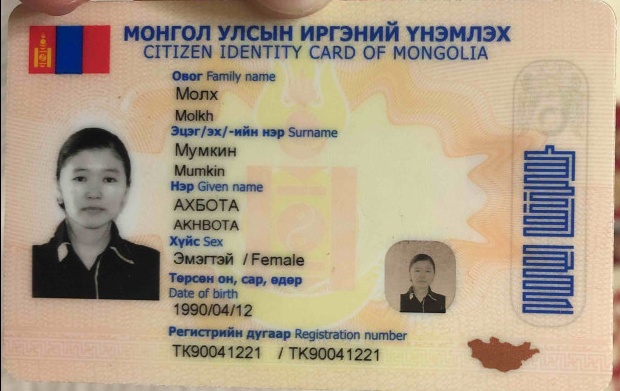 МОНГОЛ УЛСЫН ИРГЭНИЙ ҮНЭМЛЭХ
CITIZEN IDENTITY CARD OF MONGOLIA
Овог Family name
Молх
Molkh
Эцэг/эх/-ийн нэр Surname
Мумкин
Mumkin
Нэр Given name
АХБОТА
AKHBOTA
Хүйс Sex
Эмэгтэй / Female
Төрсөн он, сар, өдөр
Date of birth
1990/04/12
Регистрийн дугаар Registration number
ТК90041221 / TK90041221